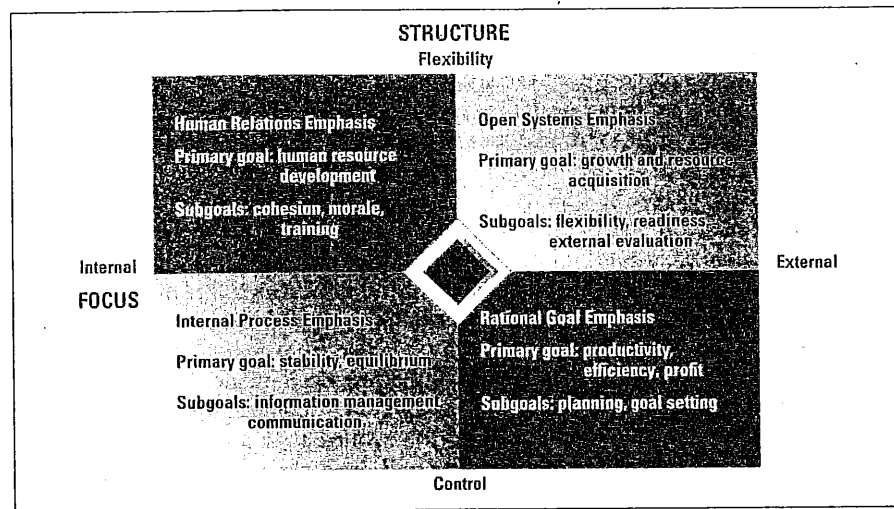 STRUCTURE
Flexibility
Human Relations Emphasis
Primary goal: human resource
development
Subgoals: cohesion, morale,
training
Open Systems Emphasis
Primary goal: growth and resource
acquisition
Subgoals: flexibility, readiness
external evaluation
Internal
FOCUS
External
Internal Process Emphasis
Primary goal: stability, equilibrium
Subgoals: information management
communication
Rational Goal Emphasis
Primary goal: productivity,
efficiency, profit
Subgoals: planning, goal setting
Control